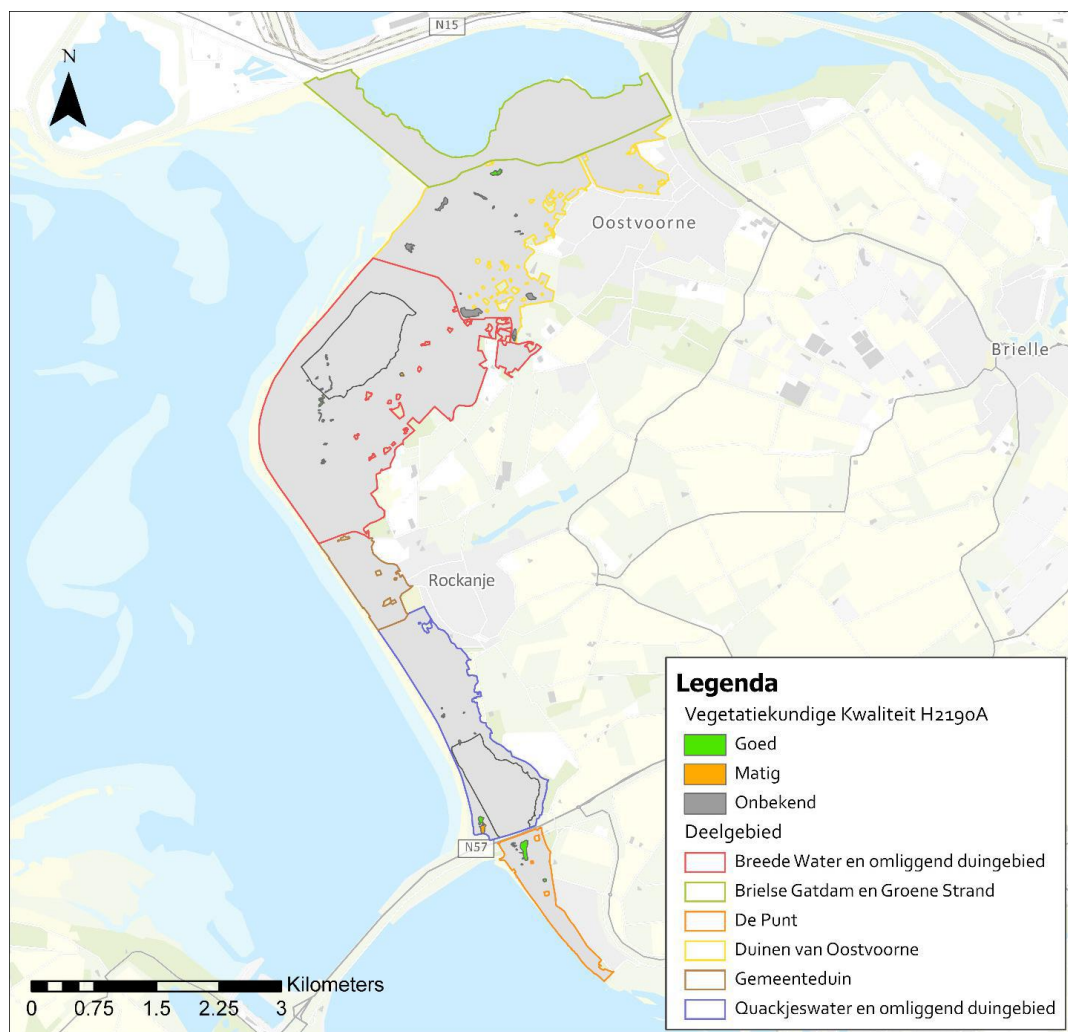 N15
N
Oostvoorne
Brielle
Rockanje
N57
Legenda
Vegetatiekundige Kwaliteit H2190A
Goed
Matig
Onbekend
Deelgebied
Breede Water en omliggend duingebied
Brielse Gatdam en Groene Strand
De Punt
Duinen van Oostvoorne
Gemeenteduin
Quackjeswater en omliggend duingebied
Kilometers
0 0.75 1.5 2.25 3